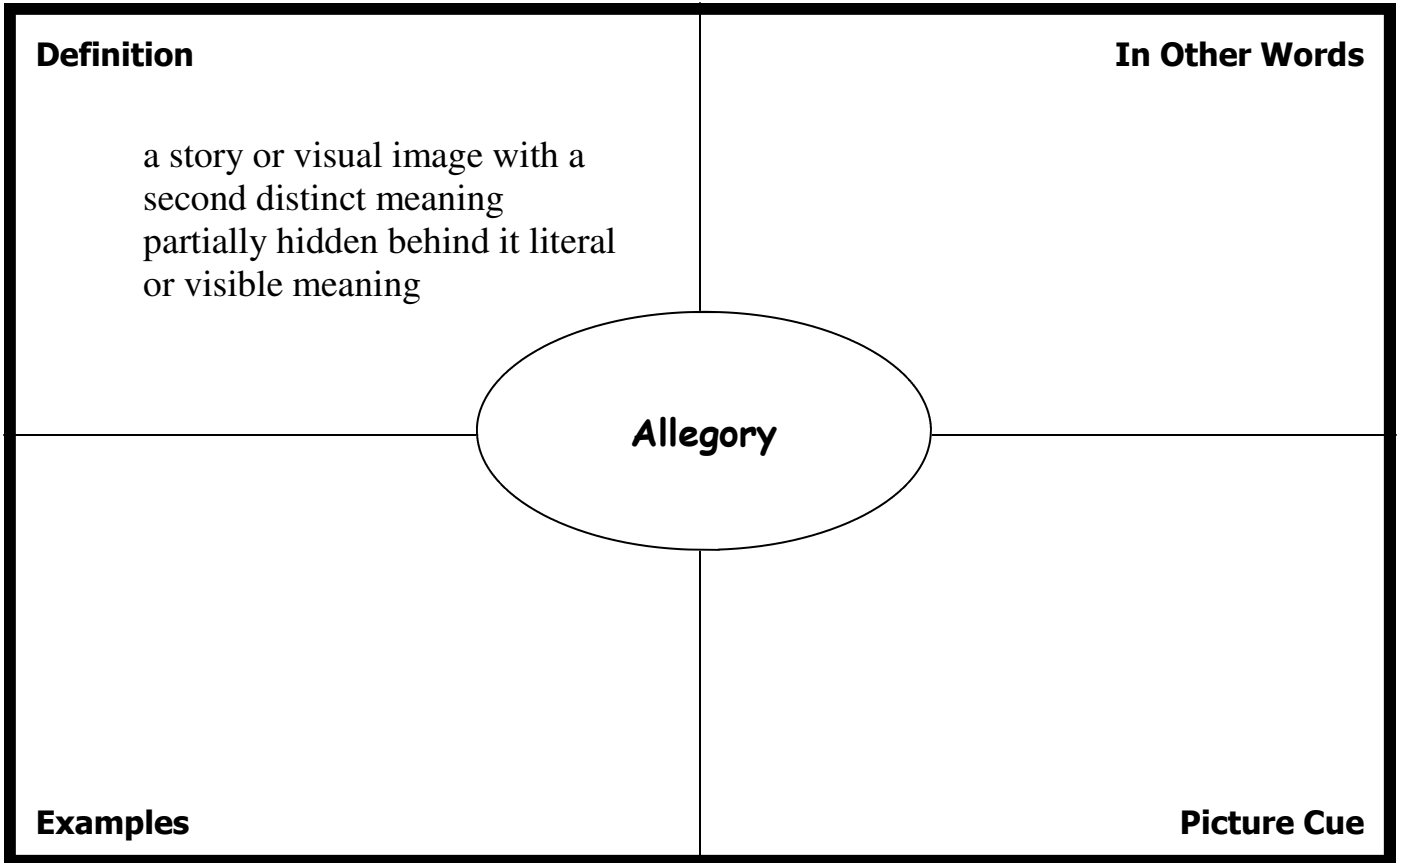 Definition
In Other Words
a story or visual image with a
second distinct meaning
partially hidden behind it literal
or visible meaning
Allegory
Examples
Picture Cue